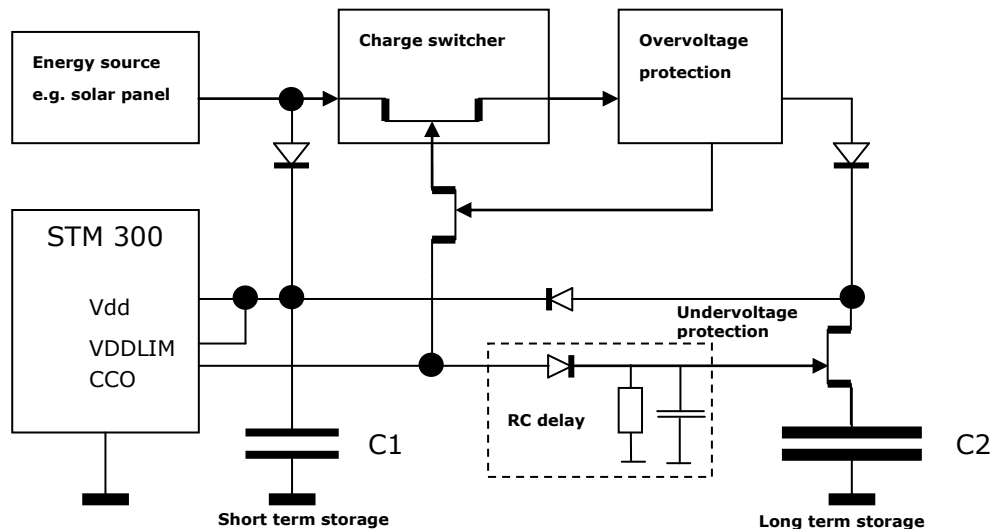 Energy source
e.g. solar panel
Charge switcher
Overvoltage
protection
STM 300
Vdd
VDDLIM
CCO
Undervoltage
protection
RC delay
C1
C2
Short term storage
Long term storage